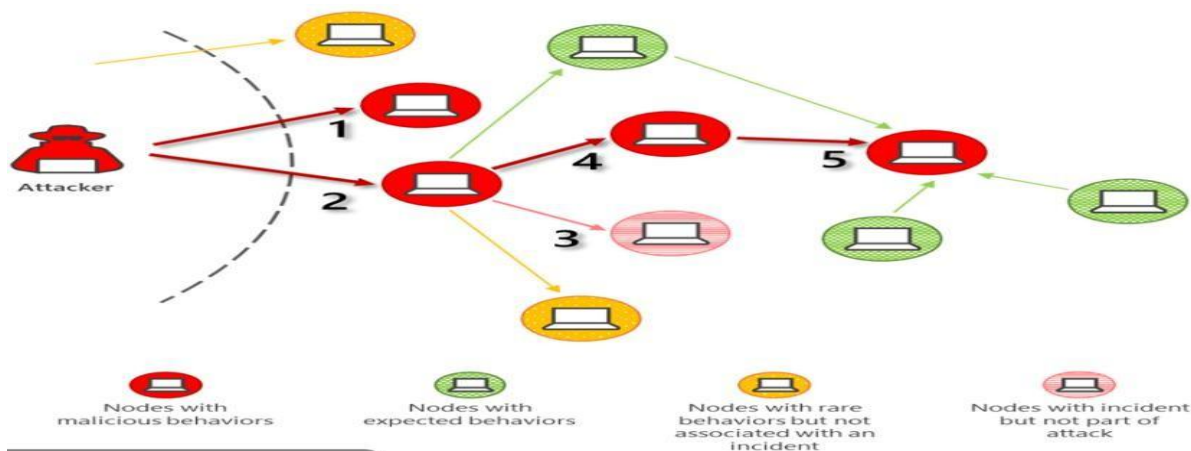 1
Attacker
2
4
5
3
Nodes with
malicious behaviors
Nodes with
expected behaviors
Nodes with rare
behaviors but not
associated with an
incident
Nodes with incident
but not part of
attack